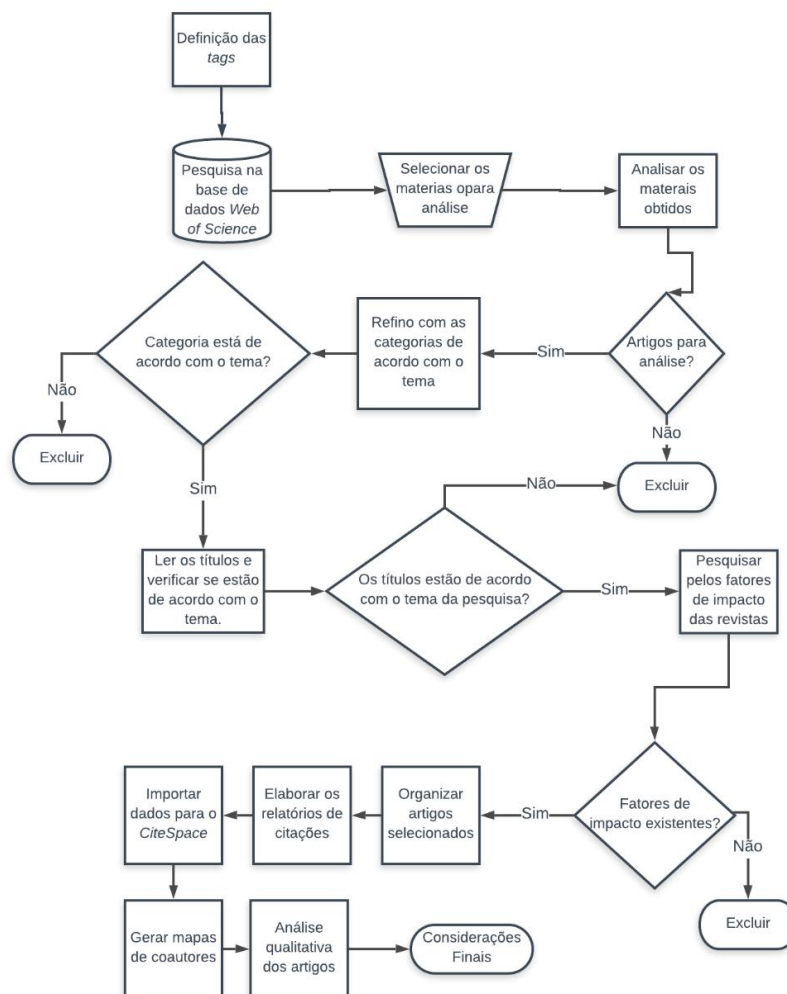 Definição das
tags
Pesquisa na
base de
dados Web
of Science
Selecionar os
materias opara
análise
Analisar os
materais
obtidos
Artigos para
análise?
Sim
Não
Excluir
Refino com as
categorias de
acordo com o
tema
Categoria está de
acordo com o tema?
Não
Excluir
Sim
Ler os títulos e
verificar se estão
de acordo com o
tema.
Os títulos estão de acordo
com o tema da pesquisa?
Não
Sim
Pesquisar
pelos fatores
de impacto
das revistas
Fatores de
impacto existentes?
Não
Excluir
Sim
Organizar
artigos
selecionados
Elaborar os
relatórios de
citações
Importar
dados para o
CiteSpace
Gerar mapas
de coautores
Análise
qualitativa
dos artigos
Considerações
Finais